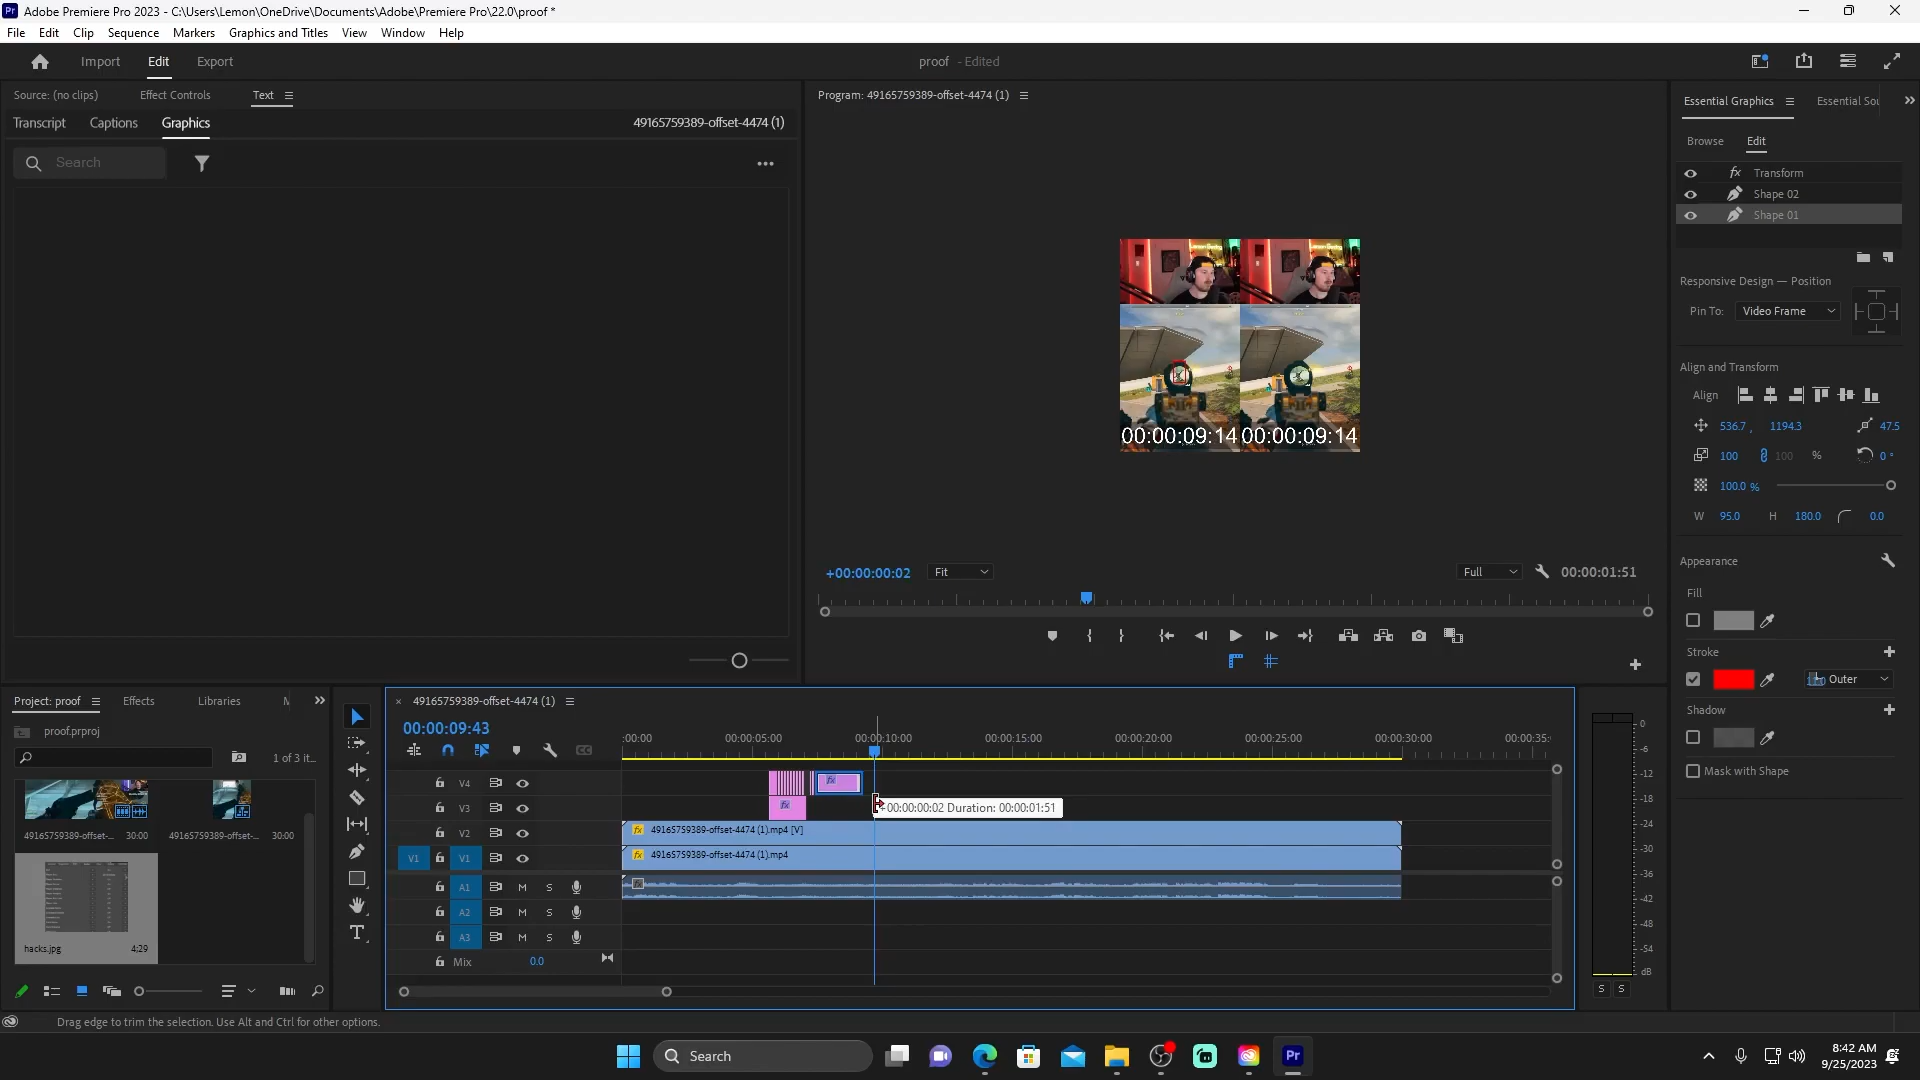 Pr Adobe Premiere Pro 2023 - C:\Users\Lemon\OneDrive\Documents\Adobe\Premiere Pro\22.0\proof *
File Edit Clip Sequence Markers Graphics and Titles View Window Help
Import Edit Export
proof - Edited
Source: (no clips) Effect Controls Text
Program: 49165759389-offset-4474 (1)
Essential Graphics Essential Sou
Transcript Captions Graphics
49165759389-offset-4474 (1)
Browse Edit
Search
fx Transform
Shape 02
Shape 01
Responsive Design — Position
Pin To: Video Frame
Align and Transform
Align
536.7 , 1194.3 47.5
100 100 % 0 °
100.0 %
W 95.0 H 180.0 0.0
00:00:09:14 00:00:09:14
Appearance
Fill
+00:00:00:02 Fit Full 00:00:01:51
Stroke
Outer
Shadow
Mask with Shape
Project: proof Effects Libraries M
proof.prproj
1 of 3 it...
49165759389-offset-... 30:00 49165759389-offset-... 30:00
hacks.jpg 4;29
× 49165759389-offset-4474 (1)
00:00:09:43
:00:00 00:00:05:00 00:00:10:00 00:00:15:00 00:00:20:00 00:00:25:00 00:00:30:00 00:00:35:
V4 fx
V3 fx
+00:00:00:02 Duration: 00:00:01:51
V2 fx 49165759389-offset-4474 (1).mp4 [V]
V1 V1 fx 49165759389-offset-4474 (1).mp4
A1 M S
A2 M S
A3 M S
Mix 0.0
0
-6
-12
-18
-24
-30
-36
-42
-48
-54
dB
S S
Drag edge to trim the selection. Use Alt and Ctrl for other options.
Search
Pr
8:42 AM
9/25/2023